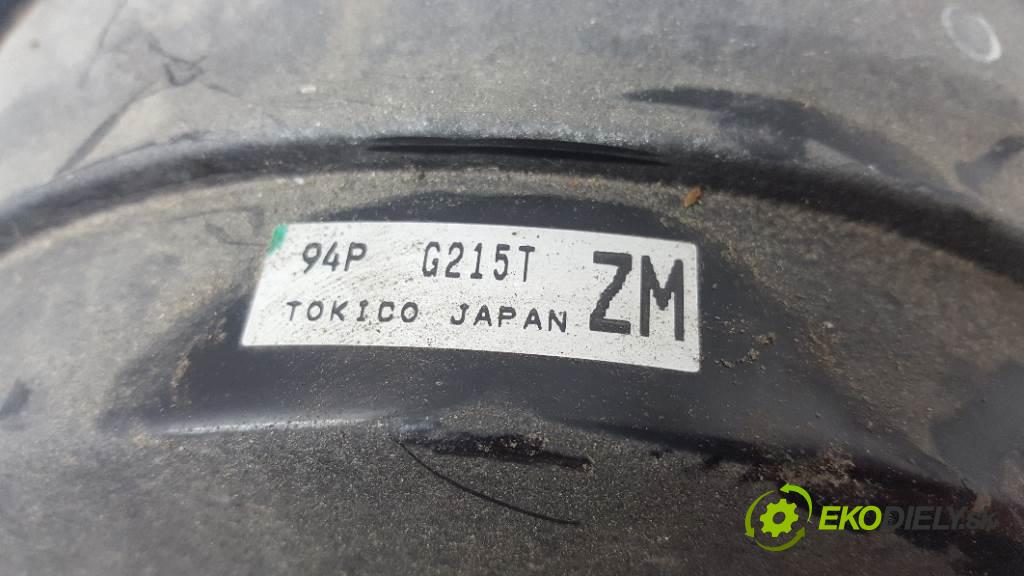 94P G215T ZM
TOKICO JAPAN
EKODIELY.sk